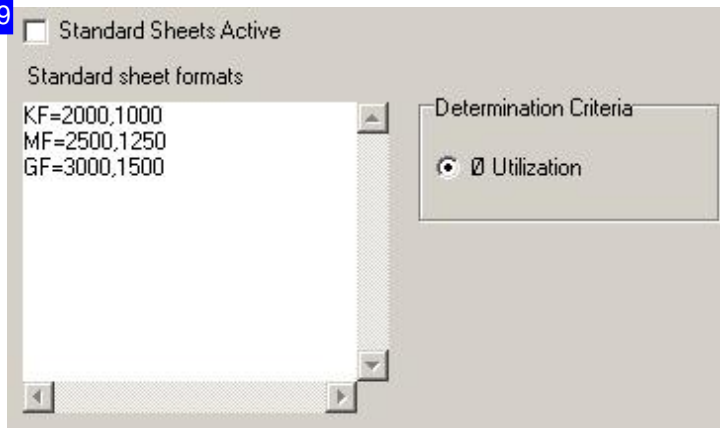 9
Standard Sheets Active
Standard sheet formats
KF=2000,1000
MF=2500,1250
GF=3000,1500
Determination Criteria
Ø Utilization